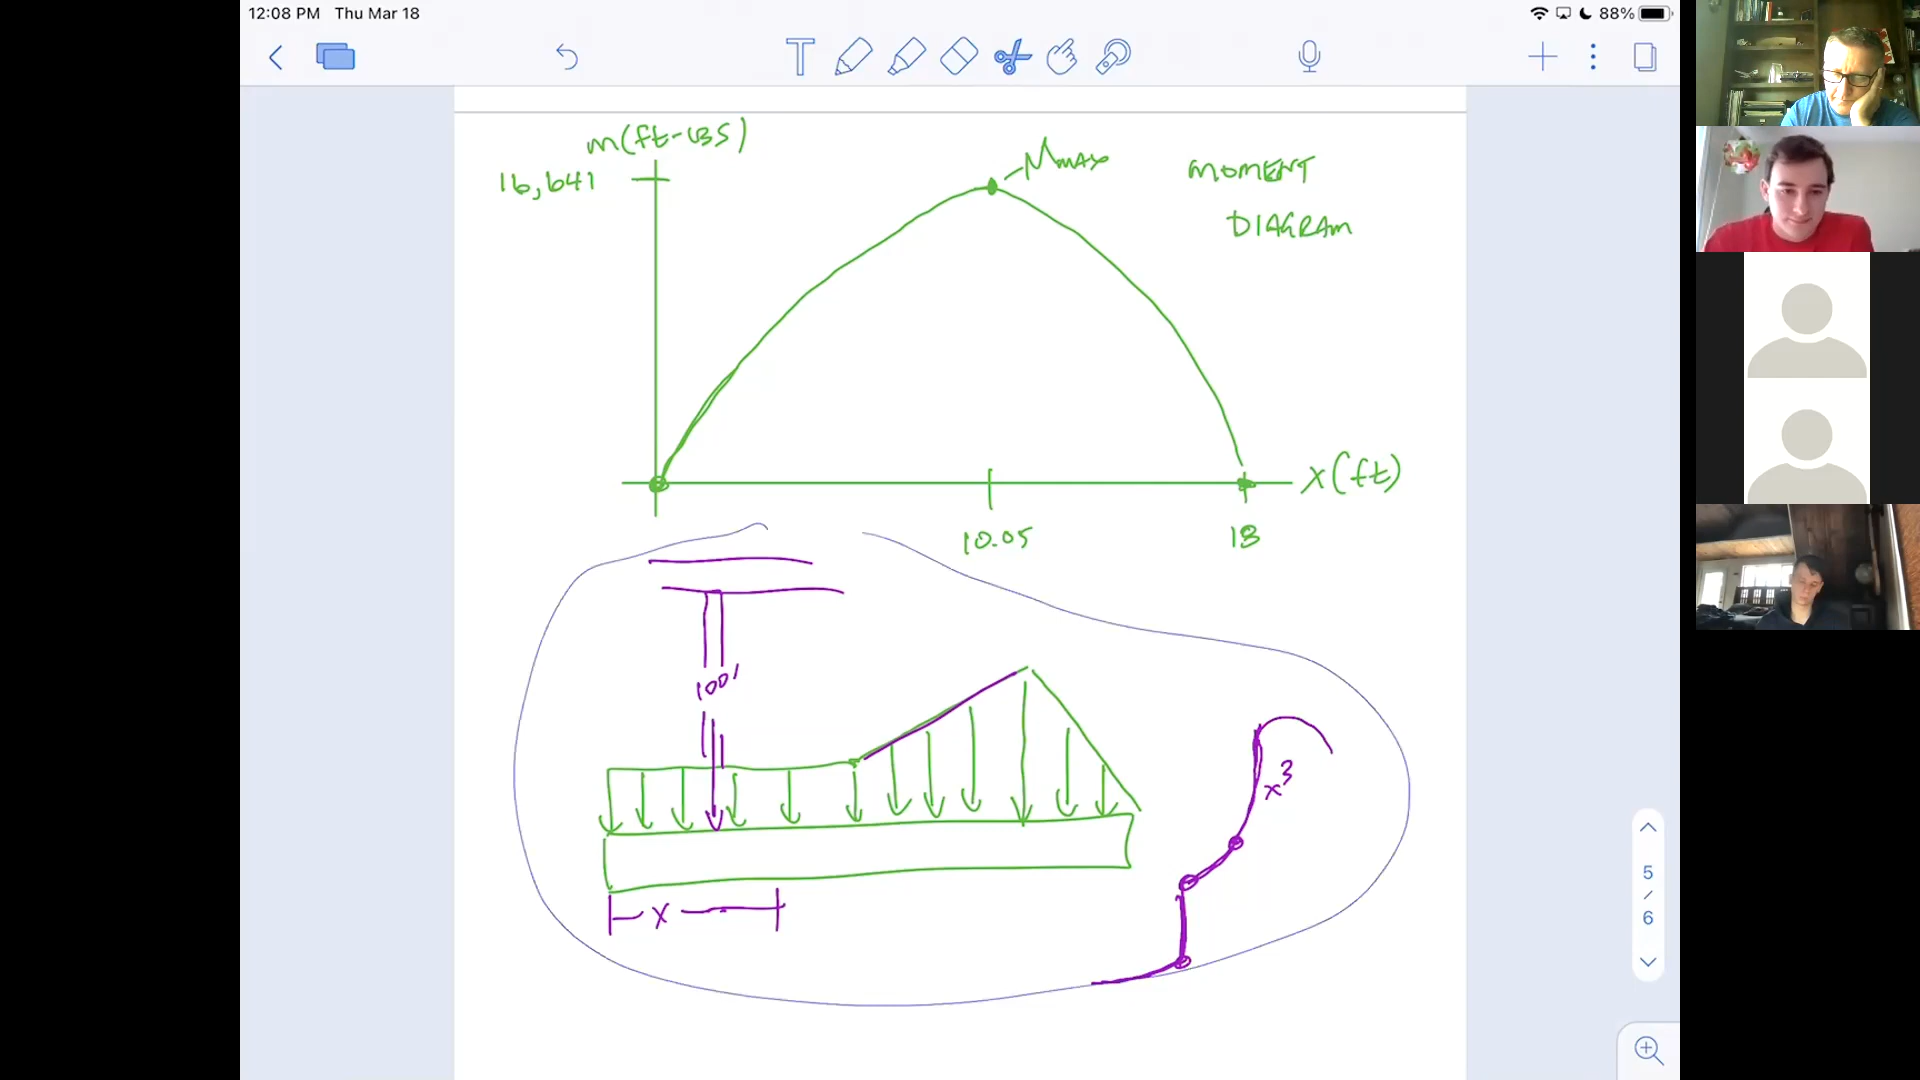 12:08 PM Thu Mar 18
88%
T
M(ft-LBS)
16,641
MMAX
MOMENT
DIAGRAM
X(ft)
10.05
18
100'
X
x³
5
/
6